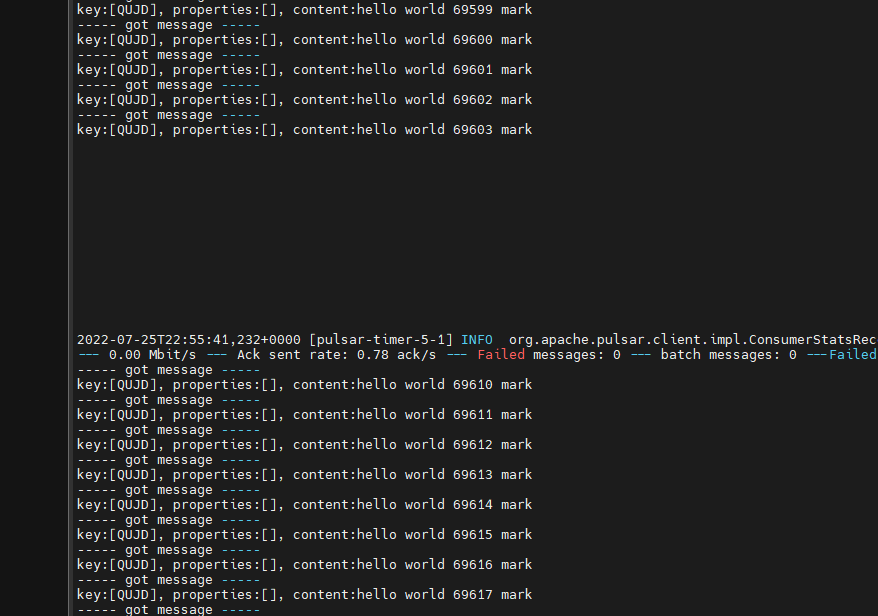 key:[QUJD], properties:[], content:hello world 69599 mark
----- got message -----
key:[QUJD], properties:[], content:hello world 69600 mark
----- got message -----
key:[QUJD], properties:[], content:hello world 69601 mark
----- got message -----
key:[QUJD], properties:[], content:hello world 69602 mark
----- got message -----
key:[QUJD], properties:[], content:hello world 69603 mark
2022-07-25T22:55:41,232+0000 [pulsar-timer-5-1] INFO  org.apache.pulsar.client.impl.ConsumerStatsRec
--- 0.00 Mbit/s --- Ack sent rate: 0.78 ack/s --- Failed messages: 0 --- batch messages: 0 ---Failed
----- got message -----
key:[QUJD], properties:[], content:hello world 69610 mark
----- got message -----
key:[QUJD], properties:[], content:hello world 69611 mark
----- got message -----
key:[QUJD], properties:[], content:hello world 69612 mark
----- got message -----
key:[QUJD], properties:[], content:hello world 69613 mark
----- got message -----
key:[QUJD], properties:[], content:hello world 69614 mark
----- got message -----
key:[QUJD], properties:[], content:hello world 69615 mark
----- got message -----
key:[QUJD], properties:[], content:hello world 69616 mark
----- got message -----
key:[QUJD], properties:[], content:hello world 69617 mark
----- got message -----